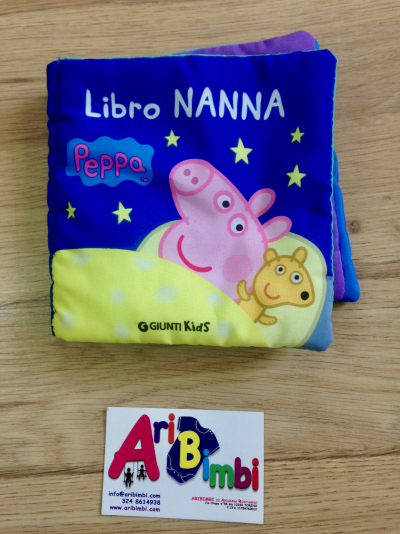 Libro NANNA
Peppa
GIUNTI Kids
AriBimbi
info@aribimbi.com
324 8614938
www.aribimbi.com
ARIBIMBI